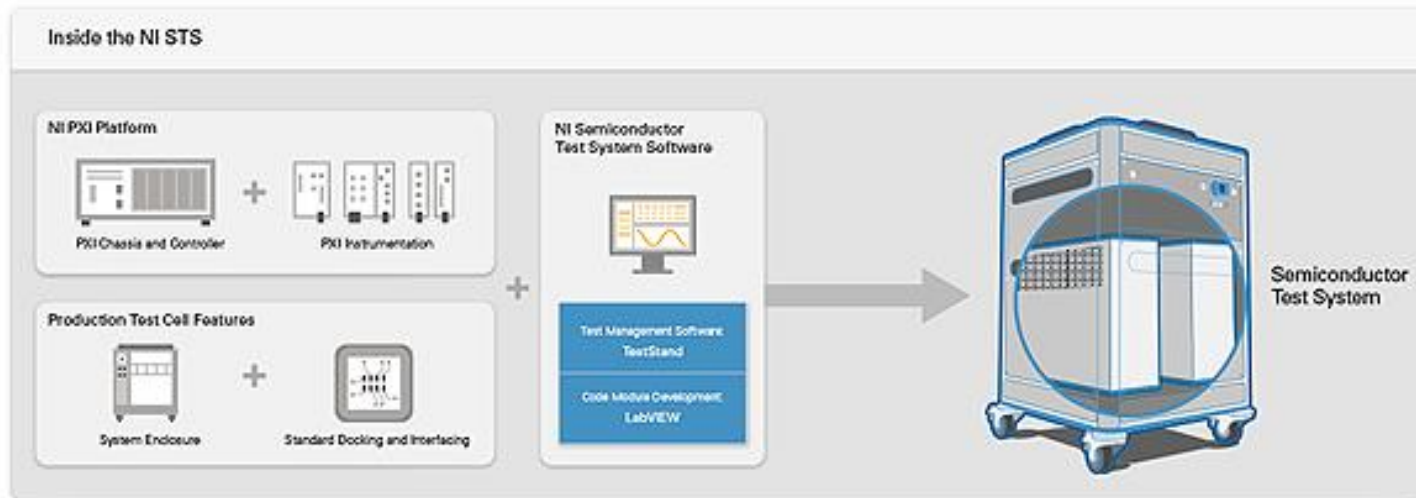 Inside the NI STS
NI PXI Platform
PXI Chassis and Controller
PXI Instrumentation
Production Test Cell Features
System Enclosure
Standard Docking and Interfacing
NI Semiconductor
Test System Software
Test Management Software:
TestStand
Code Module Development:
LabVIEW
Semiconductor
Test System